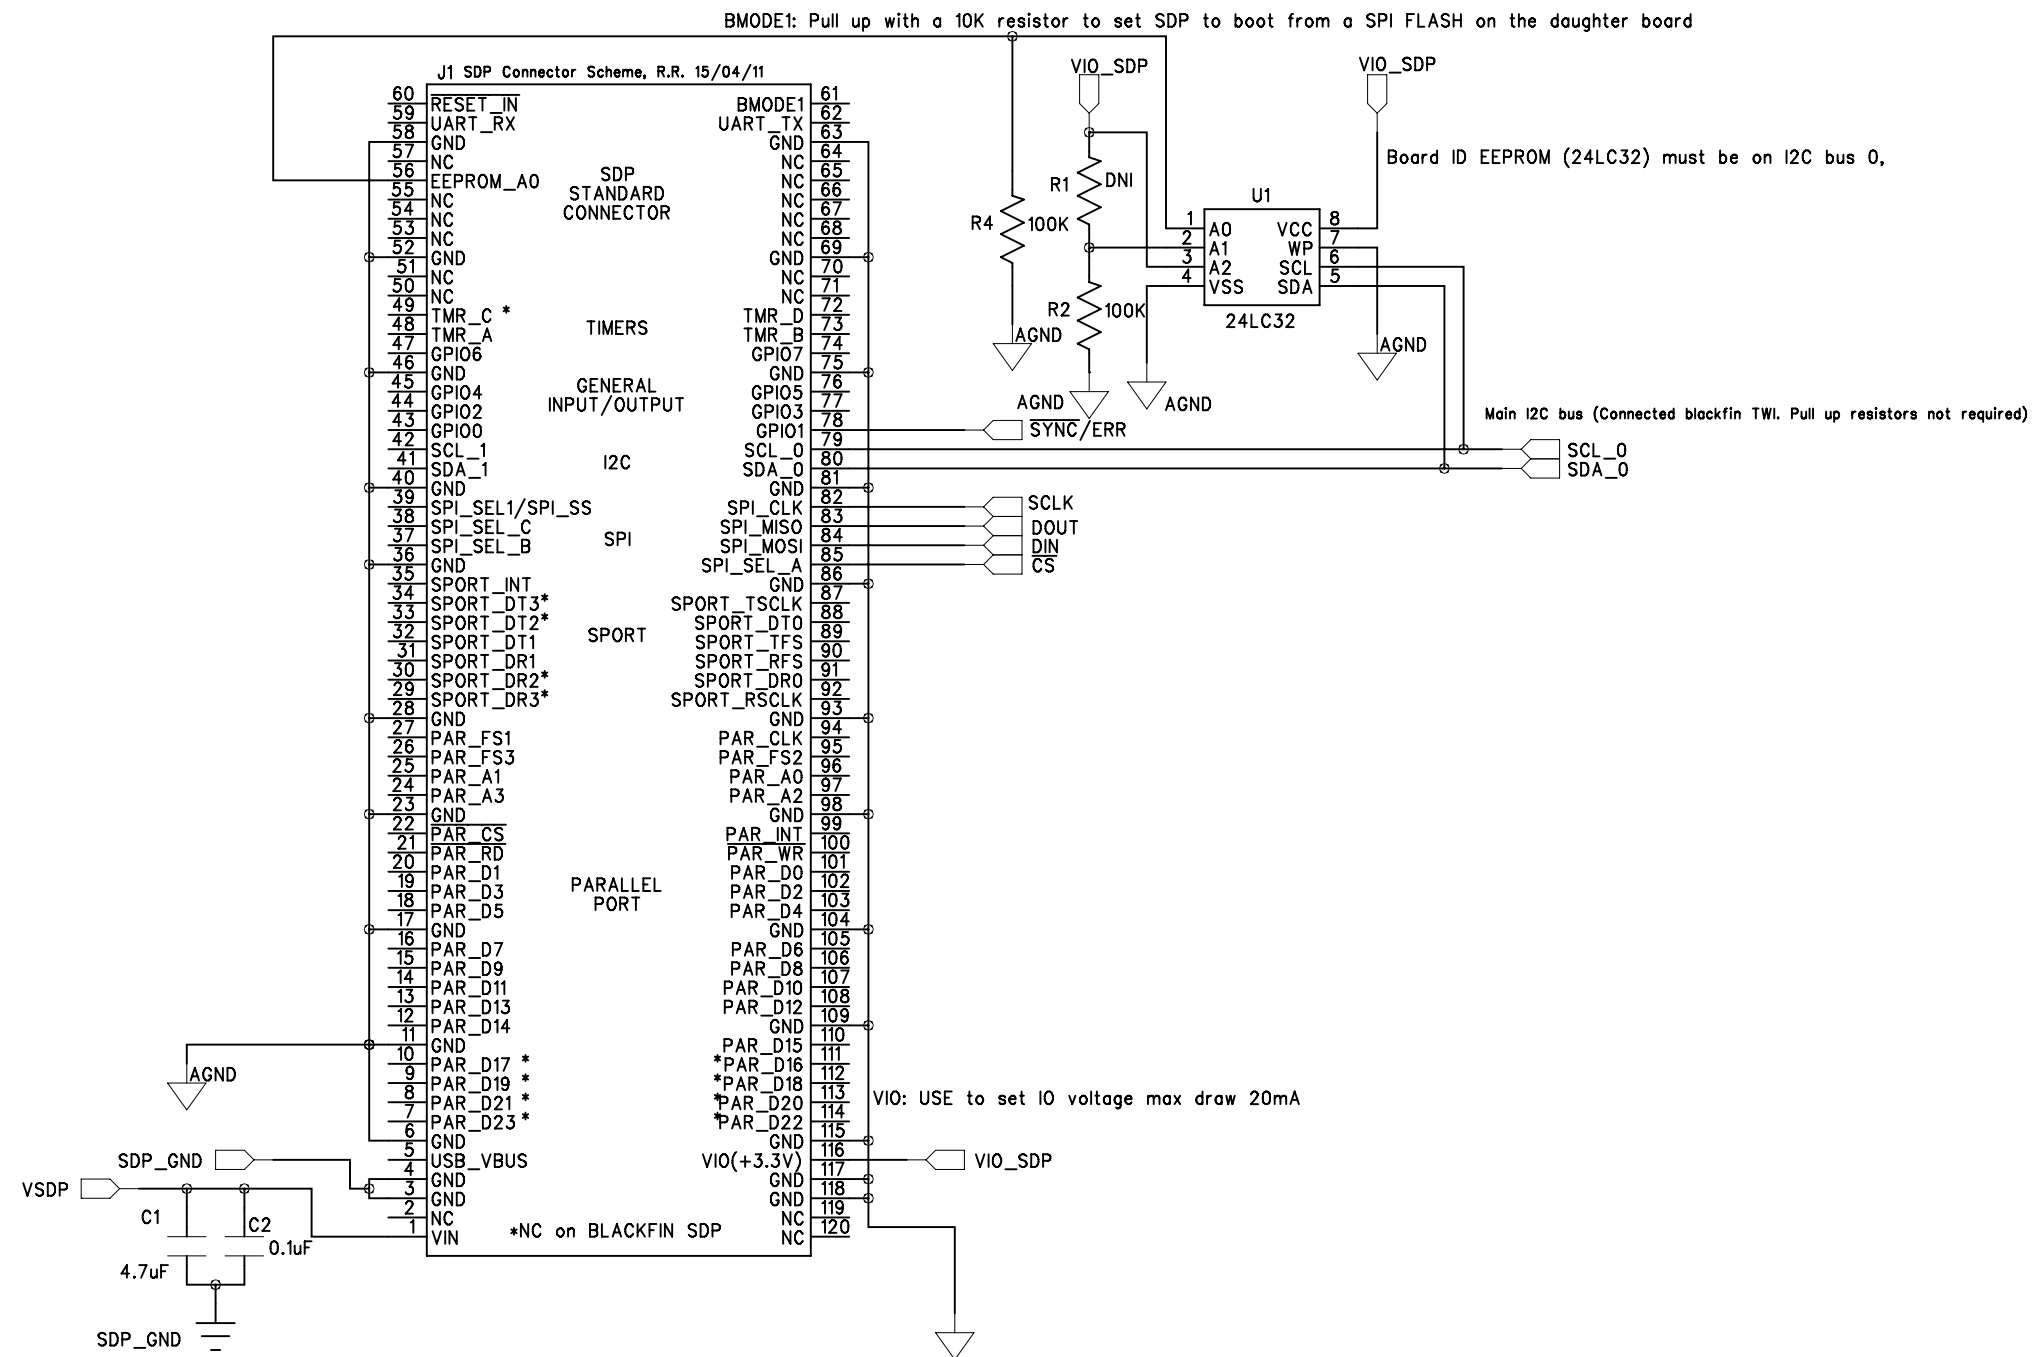 BMODE1: Pull up with a 10K resistor to set SDP to boot from a SPI FLASH on the daughter board
J1 SDP Connector Scheme, R.R. 15/04/11
60 RESET_IN BMODE1 61
59 UART_RX UART_TX 62
58 GND GND 63
57 NC NC 64
56 EEPROM_A0 NC 65
55 NC NC 66
54 NC NC 67
53 NC NC 68
52 GND GND 69
51 NC NC 70
50 NC NC 71
49 TMR_C * TMR_D 72
48 TMR_A TMR_B 73
47 GPIO6 GPIO7 74
46 GND GND 75
45 GPIO4 GPIO5 76
44 GPIO2 GPIO3 77
43 GPIO0 GPIO1 78
42 SCL_1 SCL_0 79
41 SDA_1 SDA_0 80
40 GND GND 81
39 SPI_SEL1/SPI_SS SPI_CLK 82
38 SPI_SEL_C SPI_MISO 83
37 SPI_SEL_B SPI_MOSI 84
36 GND SPI_SEL_A 85
35 SPORT_INT GND 86
34 SPORT_DT3* SPORT_TSCLK 87
33 SPORT_DT2* SPORT_DT0 88
32 SPORT_DT1 SPORT_TFS 89
31 SPORT_DR1 SPORT_RFS 90
30 SPORT_DR2* SPORT_DR0 91
29 SPORT_DR3* SPORT_RSCLK 92
28 GND GND 93
27 PAR_FS1 PAR_CLK 94
26 PAR_FS3 PAR_FS2 95
25 PAR_A1 PAR_A0 96
24 PAR_A3 PAR_A2 97
23 GND GND 98
22 PAR_CS PAR_INT 99
21 PAR_RD PAR_WR 100
20 PAR_D1 PAR_D0 101
19 PAR_D3 PAR_D2 102
18 PAR_D5 PAR_D4 103
17 GND GND 104
16 PAR_D7 PAR_D6 105
15 PAR_D9 PAR_D8 106
14 PAR_D11 PAR_D10 107
13 PAR_D13 PAR_D12 108
12 PAR_D14 GND 109
11 GND PAR_D15 110
10 PAR_D17 * *PAR_D16 111
9 PAR_D19 * *PAR_D18 112
8 PAR_D21 * *PAR_D20 113
7 PAR_D23 * *PAR_D22 114
6 GND GND 115
5 USB_VBUS VIO(+3.3V) 116
4 GND GND 117
3 GND GND 118
2 NC NC 119
1 VIN NC 120
SDP
STANDARD
CONNECTOR
TIMERS
GENERAL
INPUT/OUTPUT
I2C
SPI
SPORT
PARALLEL
PORT
*NC on BLACKFIN SDP
AGND
SDP_GND
VSDP
C1
4.7uF
C2
0.1uF
SDP_GND
VIO_SDP
VIO_SDP
Board ID EEPROM (24LC32) must be on I2C bus 0,
R1 DNI
R4 100K
R2 100K
U1
1 A0 VCC 8
2 A1 WP 7
3 A2 SCL 6
4 VSS SDA 5
24LC32
AGND
AGND
AGND
AGND
Main I2C bus (Connected blackfin TWI. Pull up resistors not required)
SYNC/ERR
SCL_0
SDA_0
SCLK
DOUT
DIN
CS
VIO: USE to set IO voltage max draw 20mA
VIO_SDP